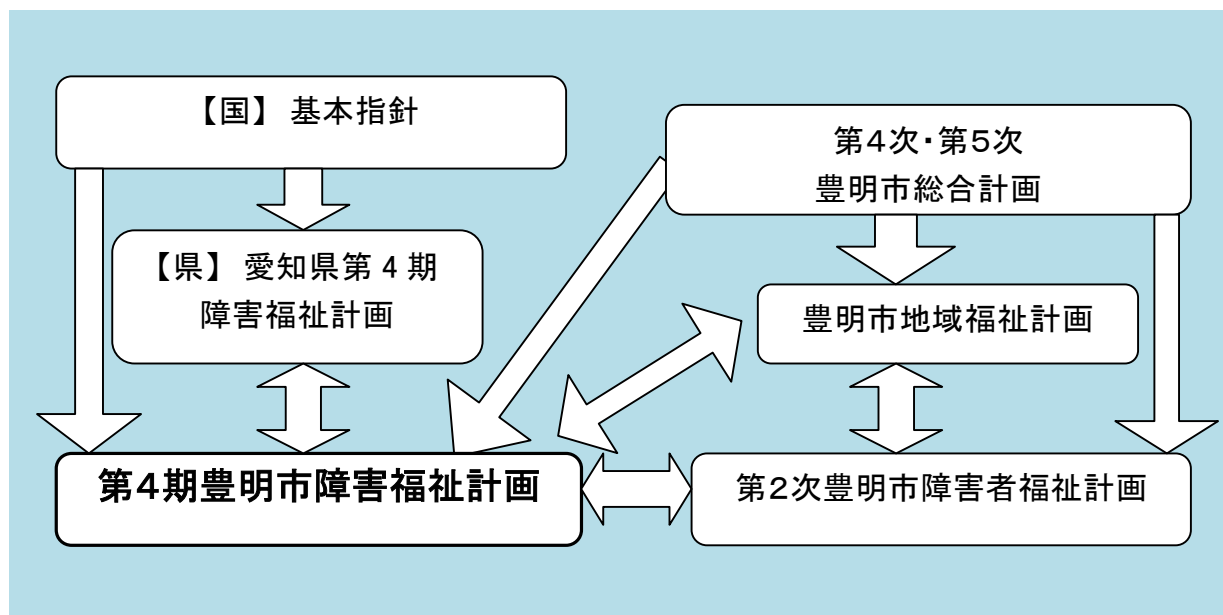 【国】 基本指針
第4次・第5次
豊明市総合計画
【県】 愛知県第4期
障害福祉計画
豊明市地域福祉計画
第4期豊明市障害福祉計画
第2次豊明市障害者福祉計画